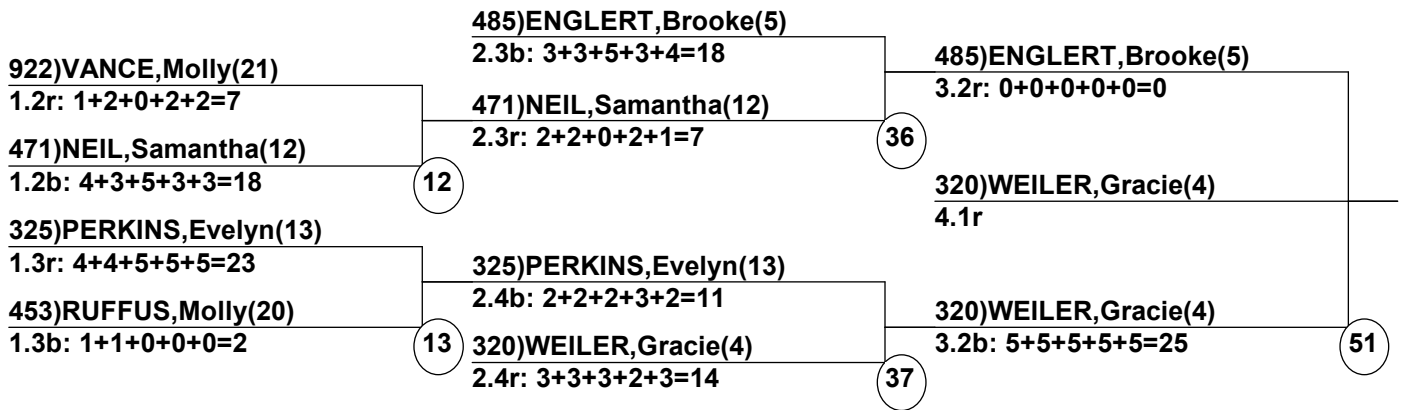 485)ENGLERT,Brooke(5)
2.3b: 3+3+5+3+4=18
922)VANCE,Molly(21)
1.2r: 1+2+0+2+2=7
485)ENGLERT,Brooke(5)
3.2r: 0+0+0+0+0=0
471)NEIL,Samantha(12)
2.3r: 2+2+0+2+1=7
36
471)NEIL,Samantha(12)
1.2b: 4+3+5+3+3=18
12
320)WEILER,Gracie(4)
4.1r
325)PERKINS,Evelyn(13)
1.3r: 4+4+5+5+5=23
325)PERKINS,Evelyn(13)
2.4b: 2+2+2+3+2=11
453)RUFFUS,Molly(20)
1.3b: 1+1+0+0+0=2
13
320)WEILER,Gracie(4)
3.2b: 5+5+5+5+5=25
51
320)WEILER,Gracie(4)
2.4r: 3+3+3+2+3=14
37